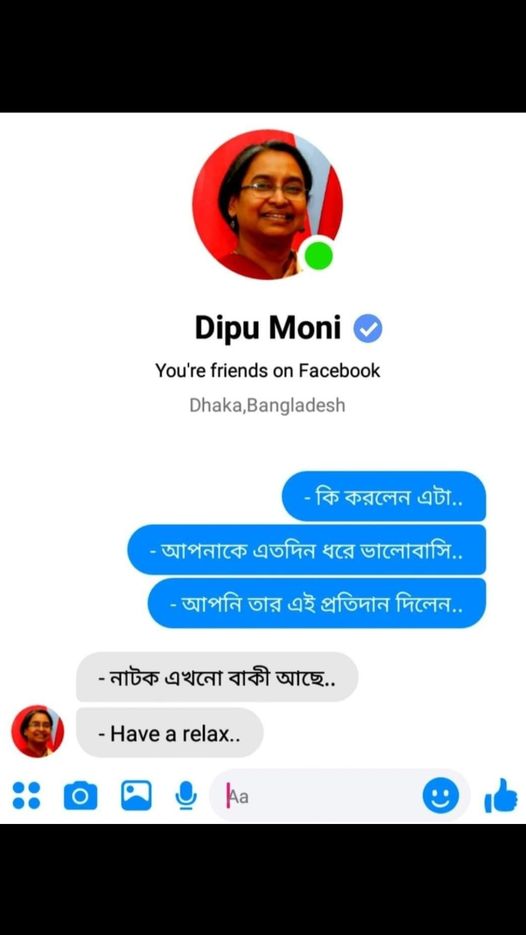 Dipu Moni
You're friends on Facebook
Dhaka,Bangladesh
- কি করলেন এটা..
- আপনাকে এতদিন ধরে ভালোবাসি..
- আপনি তার এই প্রতিদান দিলেন..
- নাটক এখনো বাকী আছে..
- Have a relax..
Aa